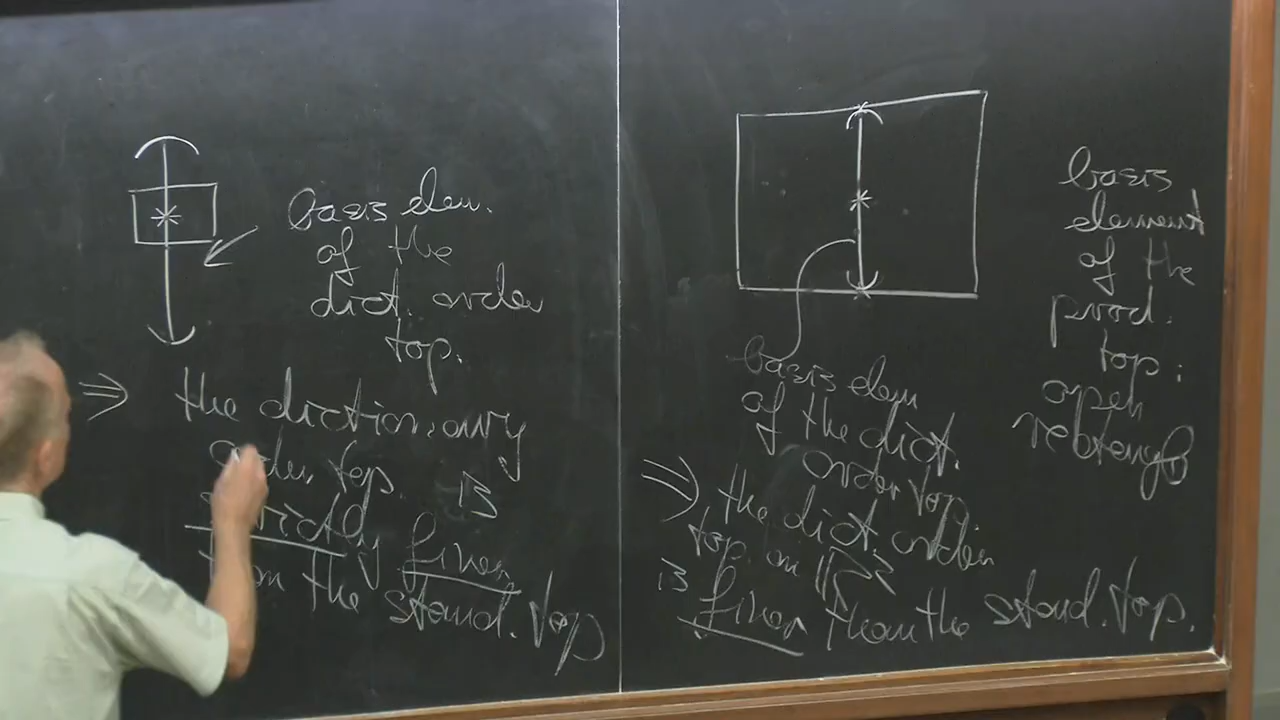 basis elem.
of the
dict. order
top.
⇒ the dictionary
order top. is
strictly finer
than the stand. top
basis
element
of the
prod.
top:
open
rectangle
basis elem
of the dict.
order top.
⇒ the dict. order
top. on ℝ²
is finer than the stand. top.